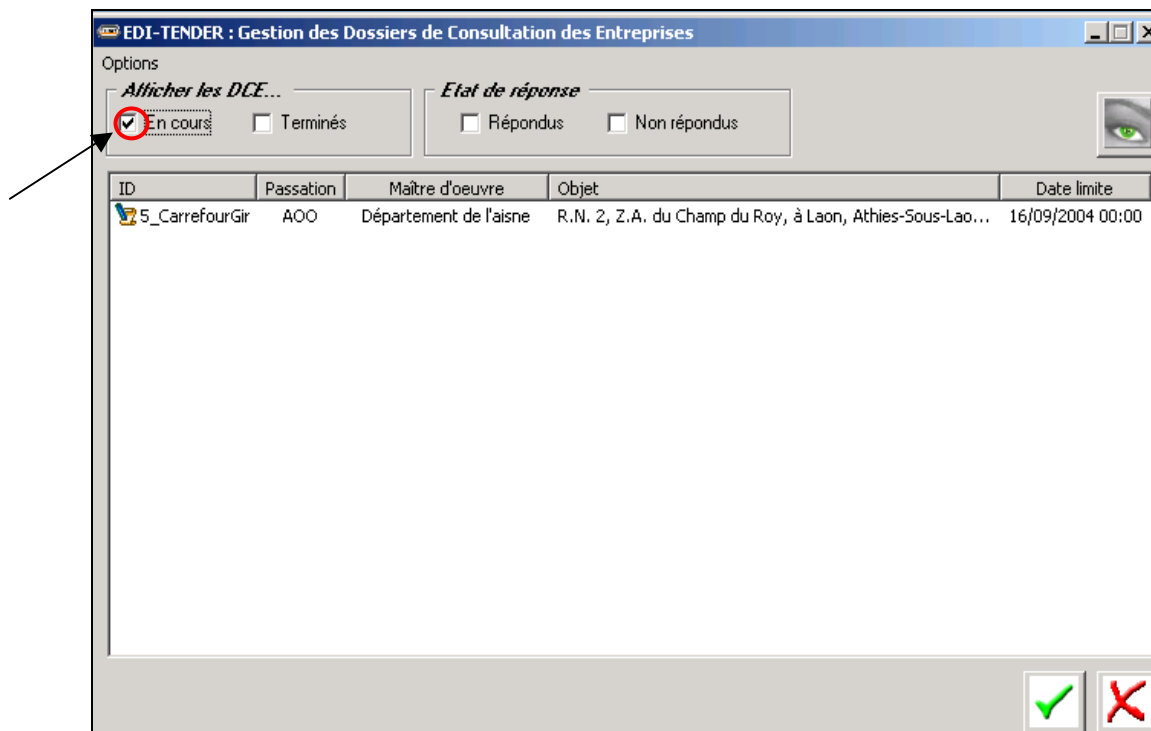 EDI-TENDER : Gestion des Dossiers de Consultation des Entreprises
Options
Afficher les DCE... Etat de réponse
En cours Terminés Répondus Non répondus
ID Passation Maître d'oeuvre Objet Date limite
5_CarrefourGir AOO Département de l'aisne R.N. 2, Z.A. du Champ du Roy, à Laon, Athies-Sous-Lao... 16/09/2004 00:00